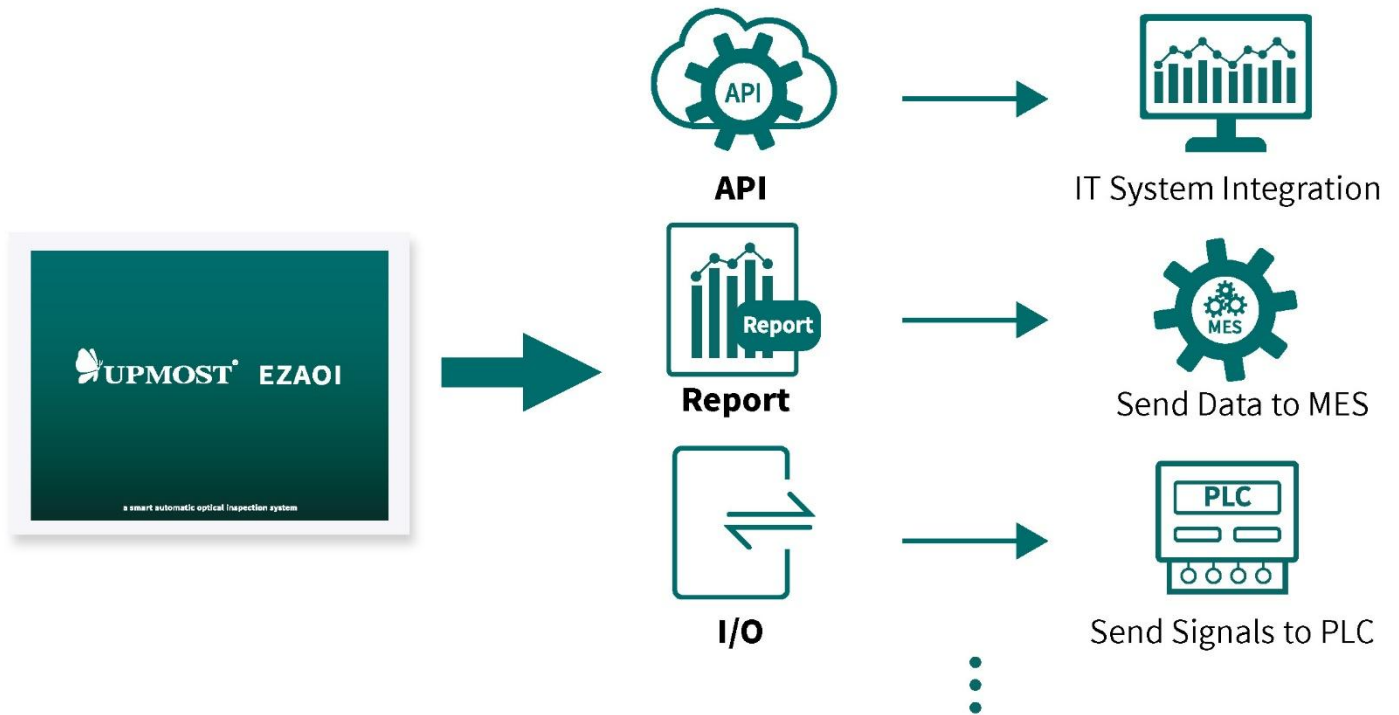 API
API
IT System Integration
UPMOST® EZAOI
a smart automatic optical inspection system
Report
Report
MES
Send Data to MES
PLC
I/O
Send Signals to PLC